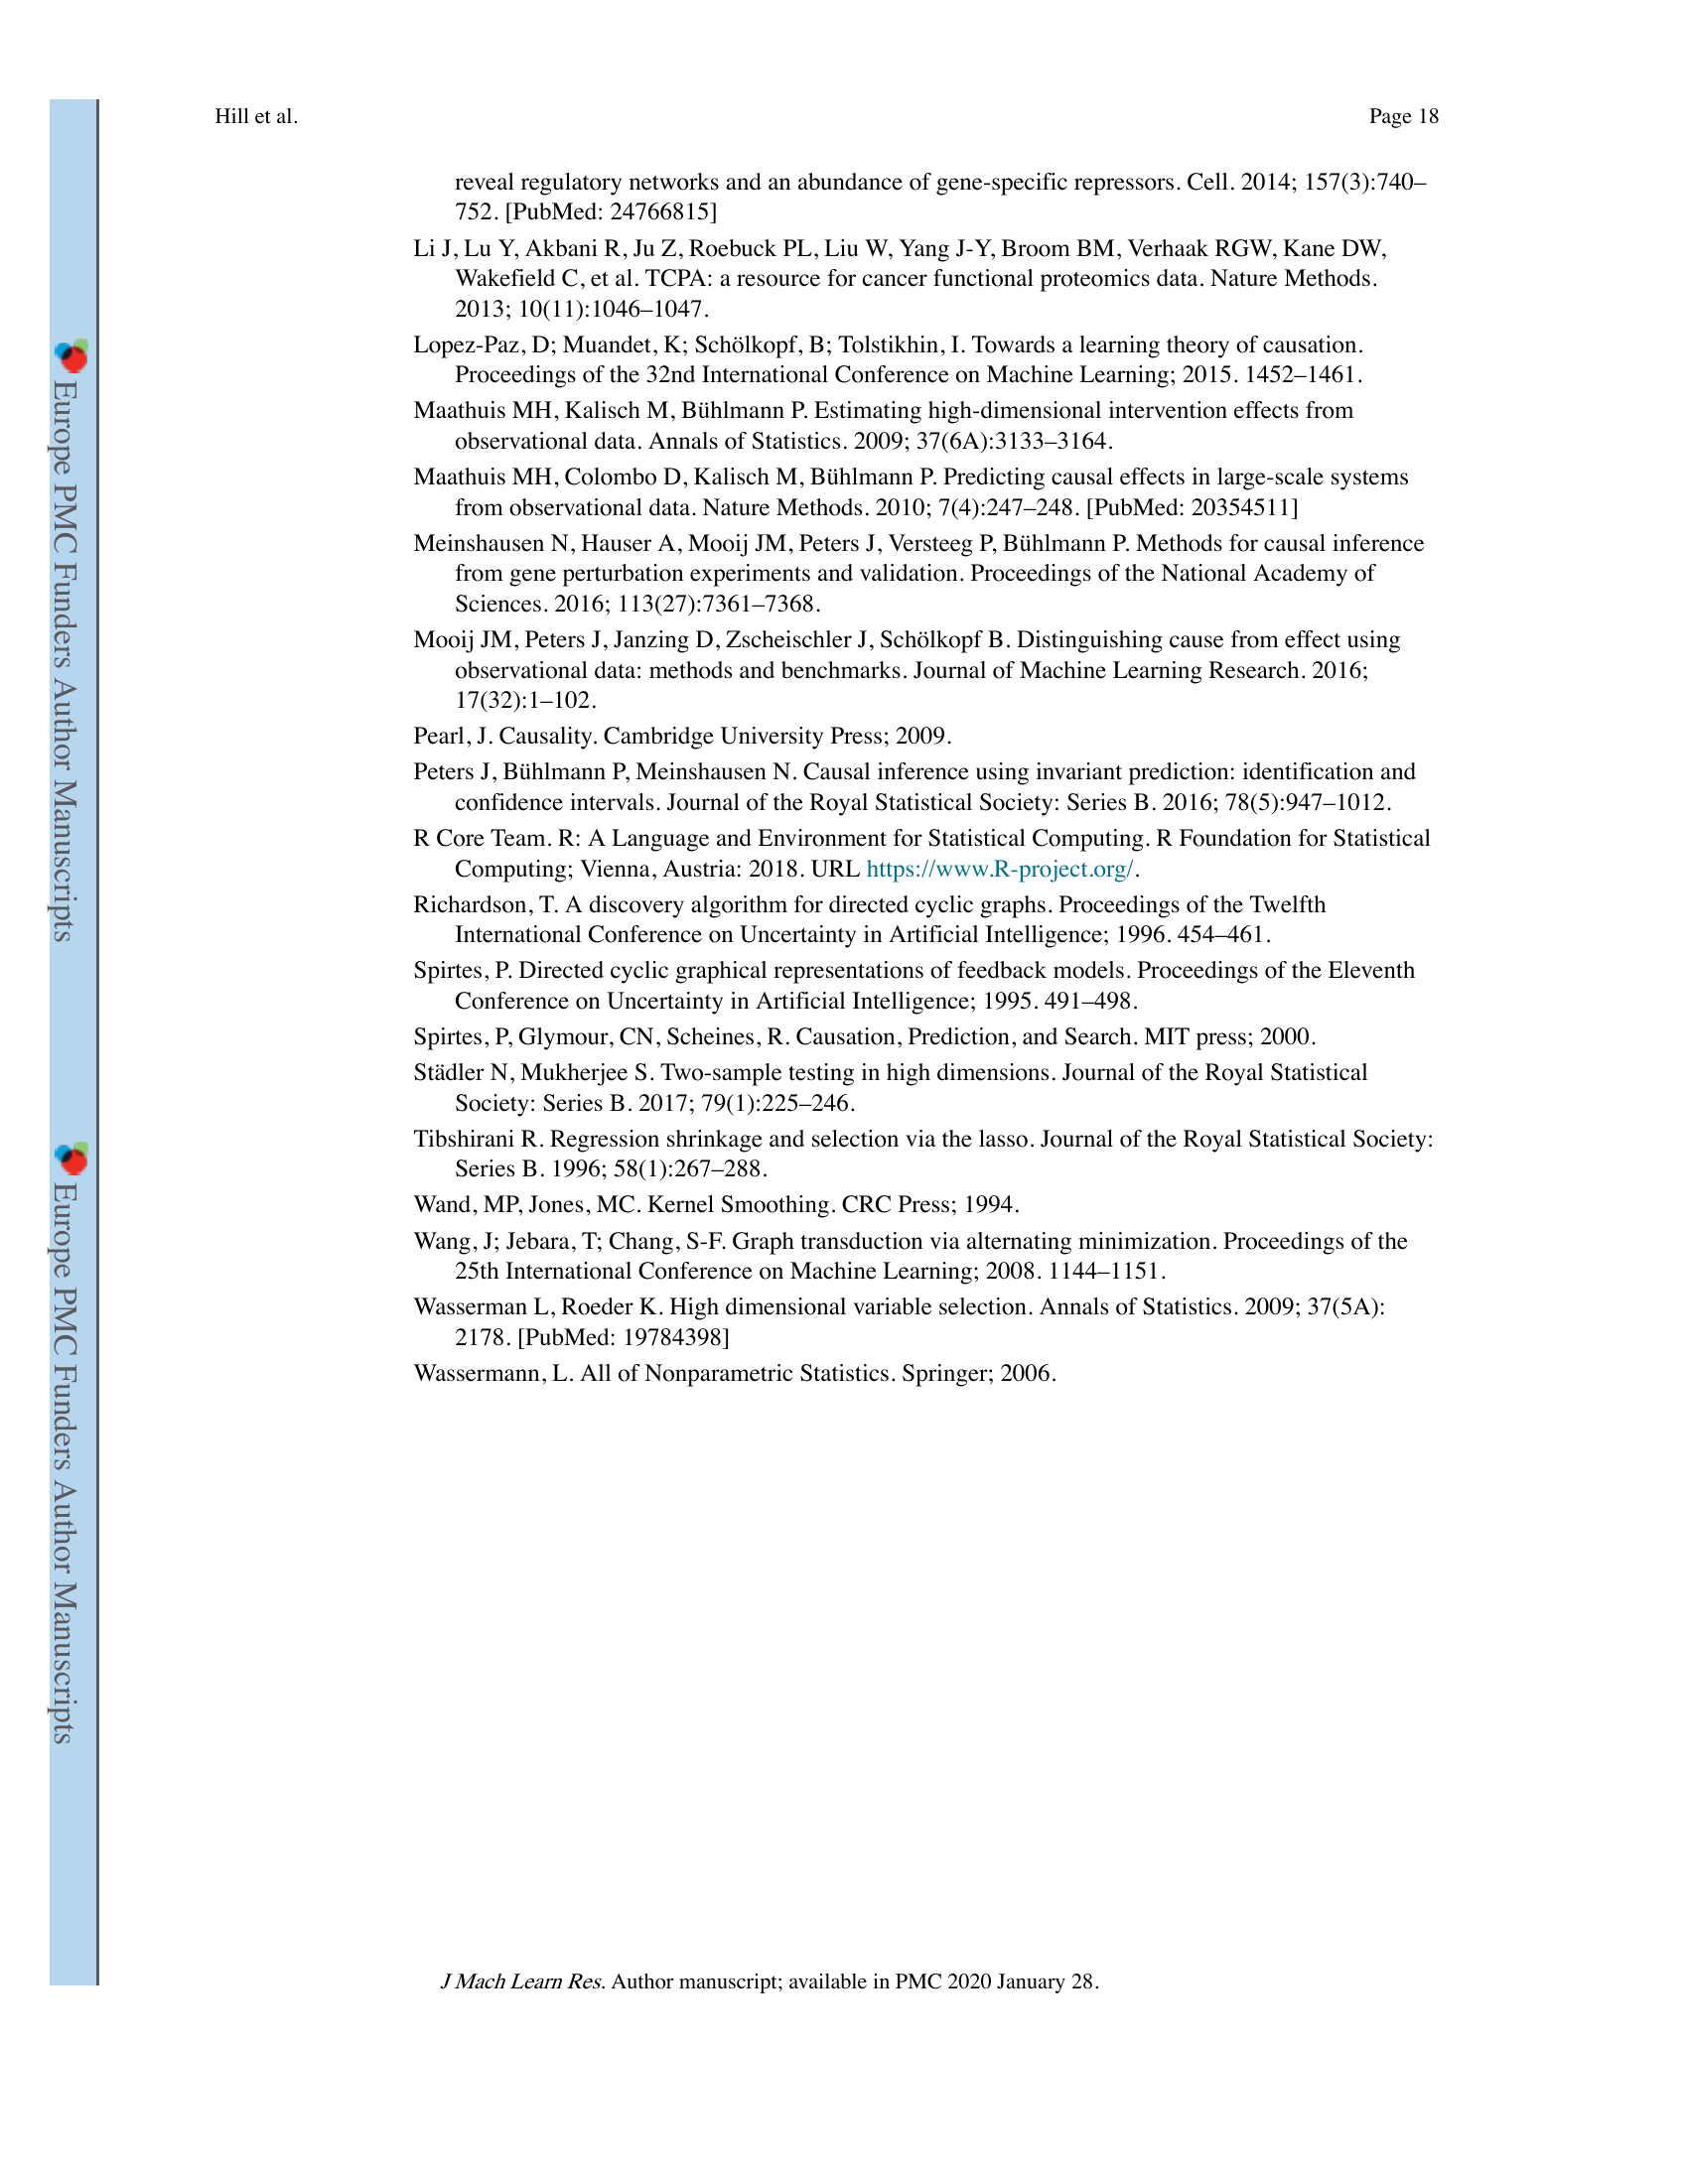 Hill et al.
Page 18
reveal regulatory networks and an abundance of gene-specific repressors. Cell. 2014; 157(3):740–
752. [PubMed: 24766815]
Li J, Lu Y, Akbani R, Ju Z, Roebuck PL, Liu W, Yang J-Y, Broom BM, Verhaak RGW, Kane DW,
Wakefield C, et al. TCPA: a resource for cancer functional proteomics data. Nature Methods.
2013; 10(11):1046–1047.
Lopez-Paz, D; Muandet, K; Schölkopf, B; Tolstikhin, I. Towards a learning theory of causation.
Proceedings of the 32nd International Conference on Machine Learning; 2015. 1452–1461.
Maathuis MH, Kalisch M, Bühlmann P. Estimating high-dimensional intervention effects from
observational data. Annals of Statistics. 2009; 37(6A):3133–3164.
Maathuis MH, Colombo D, Kalisch M, Bühlmann P. Predicting causal effects in large-scale systems
from observational data. Nature Methods. 2010; 7(4):247–248. [PubMed: 20354511]
Meinshausen N, Hauser A, Mooij JM, Peters J, Versteeg P, Bühlmann P. Methods for causal inference
from gene perturbation experiments and validation. Proceedings of the National Academy of
Sciences. 2016; 113(27):7361–7368.
Mooij JM, Peters J, Janzing D, Zscheischler J, Schölkopf B. Distinguishing cause from effect using
observational data: methods and benchmarks. Journal of Machine Learning Research. 2016;
17(32):1–102.
Pearl, J. Causality. Cambridge University Press; 2009.
Peters J, Bühlmann P, Meinshausen N. Causal inference using invariant prediction: identification and
confidence intervals. Journal of the Royal Statistical Society: Series B. 2016; 78(5):947–1012.
R Core Team. R: A Language and Environment for Statistical Computing. R Foundation for Statistical
Computing; Vienna, Austria: 2018. URL https://www.R-project.org/.
Richardson, T. A discovery algorithm for directed cyclic graphs. Proceedings of the Twelfth
International Conference on Uncertainty in Artificial Intelligence; 1996. 454–461.
Spirtes, P. Directed cyclic graphical representations of feedback models. Proceedings of the Eleventh
Conference on Uncertainty in Artificial Intelligence; 1995. 491–498.
Spirtes, P, Glymour, CN, Scheines, R. Causation, Prediction, and Search. MIT press; 2000.
Städler N, Mukherjee S. Two-sample testing in high dimensions. Journal of the Royal Statistical
Society: Series B. 2017; 79(1):225–246.
Tibshirani R. Regression shrinkage and selection via the lasso. Journal of the Royal Statistical Society:
Series B. 1996; 58(1):267–288.
Wand, MP, Jones, MC. Kernel Smoothing. CRC Press; 1994.
Wang, J; Jebara, T; Chang, S-F. Graph transduction via alternating minimization. Proceedings of the
25th International Conference on Machine Learning; 2008. 1144–1151.
Wasserman L, Roeder K. High dimensional variable selection. Annals of Statistics. 2009; 37(5A):
2178. [PubMed: 19784398]
Wassermann, L. All of Nonparametric Statistics. Springer; 2006.
J Mach Learn Res. Author manuscript; available in PMC 2020 January 28.
Europe PMC Funders Author Manuscripts
Europe PMC Funders Author Manuscripts